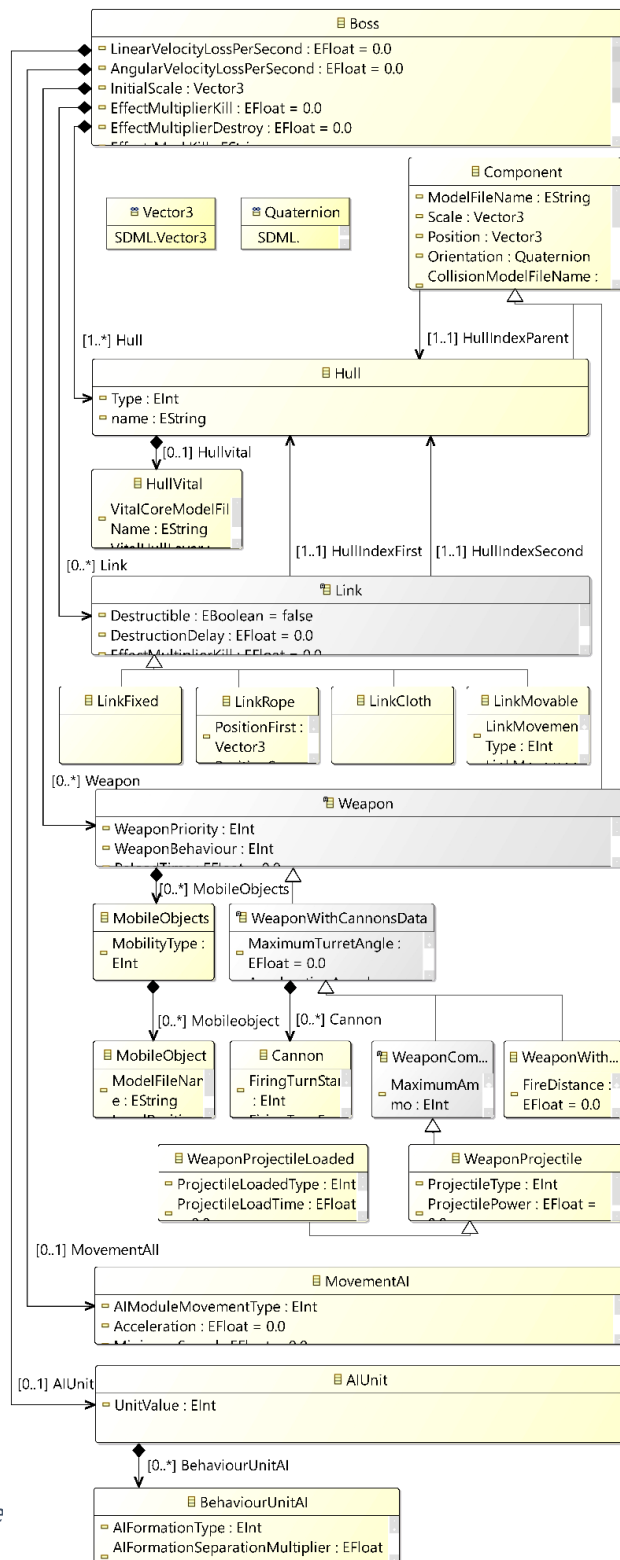 Boss
LinearVelocityLossPerSecond : EFloat = 0.0
AngularVelocityLossPerSecond : EFloat = 0.0
InitialScale : Vector3
EffectMultiplierKill : EFloat = 0.0
EffectMultiplierDestroy : EFloat = 0.0
Component
ModelFileName : EString
Scale : Vector3
Position : Vector3
Orientation : Quaternion
CollisionModelFileName :
Vector3
SDML.Vector3
Quaternion
SDML.
[1..*] Hull
[1..1] HullIndexParent
Hull
Type : EInt
name : EString
[0..1] Hullvital
HullVital
VitalCoreModelFil
Name : EString
[1..1] HullIndexFirst
[1..1] HullIndexSecond
[0..*] Link
Link
Destructible : EBoolean = false
DestructionDelay : EFloat = 0.0
EffectMultiplierKill : EFloat = 0.0
LinkFixed
LinkRope
PositionFirst :
Vector3
LinkCloth
LinkMovable
LinkMovemen
Type : EInt
[0..*] Weapon
Weapon
WeaponPriority : EInt
WeaponBehaviour : EInt
[0..*] MobileObjects
MobileObjects
MobilityType :
EInt
WeaponWithCannonsData
MaximumTurretAngle :
EFloat = 0.0
[0..*] Mobileobject
[0..*] Cannon
MobileObject
ModelFileNar
e : EString
Cannon
FiringTurnStar
: EInt
WeaponCom...
MaximumAm
mo : EInt
WeaponWith...
FireDistance :
EFloat = 0.0
WeaponProjectileLoaded
ProjectileLoadedType : EInt
ProjectileLoadTime : EFloat
WeaponProjectile
ProjectileType : EInt
ProjectilePower : EFloat =
[0..1] MovementAII
MovementAI
AIModuleMovementType : EInt
Acceleration : EFloat = 0.0
[0..1] AIUnit
AIUnit
UnitValue : EInt
[0..*] BehaviourUnitAI
BehaviourUnitAI
AIFormationType : EInt
AIFormationSeparationMultiplier : EFloat